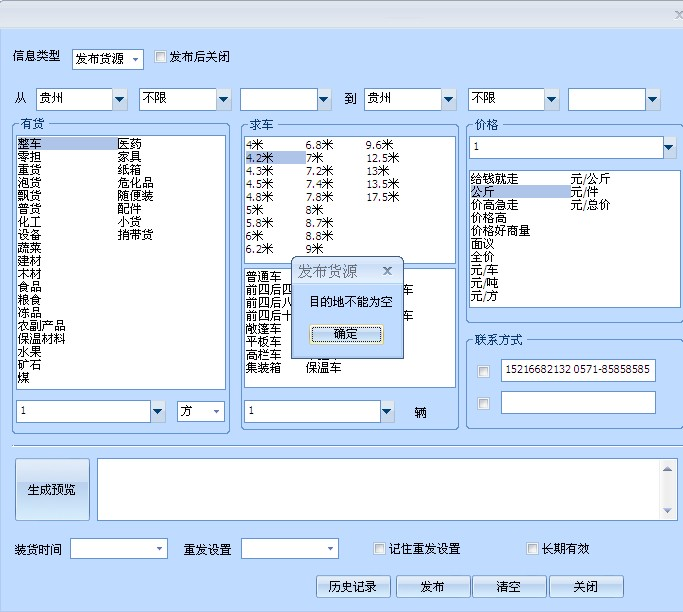 信息类型 发布货源 发布后关闭
从 贵州 不限 到 贵州 不限
有货 求车 价格
整车 医药
零担 家具
重货 纸箱
泡货 危化品
飘货 随便装
普货 配件
化工 小货
设备 捎带货
蔬菜
建材
木材
食品
粮食
冻品
农副产品
保温材料
水果
矿石
煤
1 方
4米 6.8米 9.6米
4.2米 7米 12.5米
4.3米 7.2米 13米
4.5米 7.4米 13.5米
4.8米 7.8米 17.5米
5米 8米
5.8米 8.7米
6米 8.8米
6.2米 9米
普通车
前四后四 车
前四后八
前四后十 车
敞篷车
平板车
高栏车
集装箱 保温车
1 辆
1
给钱就走 元/公斤
公斤 元/件
价高急走 元/总价
价格高
价格好商量
面议
全价
元/车
元/吨
元/方
发布货源
目的地不能为空
确定
联系方式
15216682132 0571-85858585
生成预览
装货时间 重发设置 记住重发设置 长期有效
历史记录 发布 清空 关闭